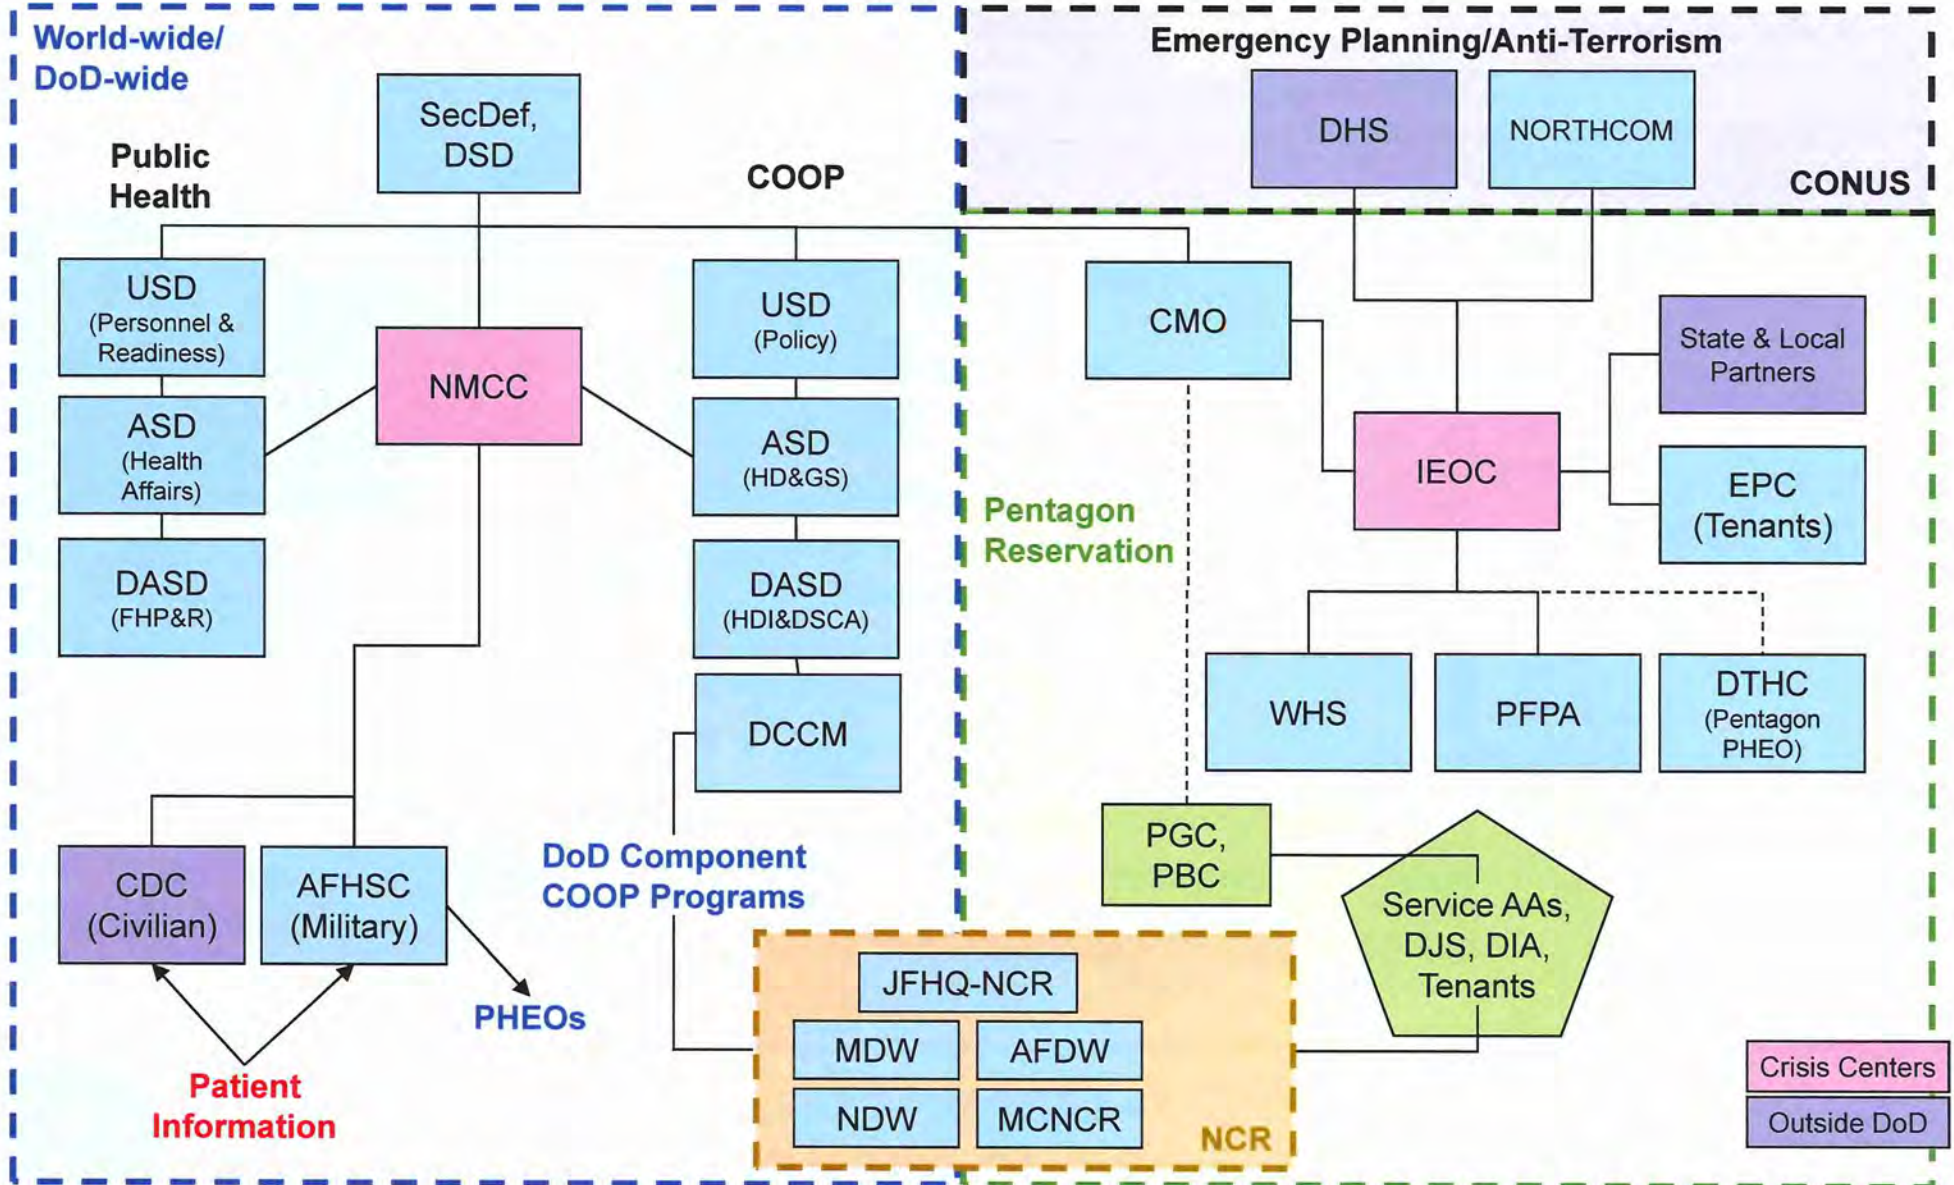 World-wide/
DoD-wide
SecDef,
DSD
Public
Health
COOP
USD
(Personnel &
Readiness)
NMCC
USD
(Policy)
ASD
(Health
Affairs)
ASD
(HD&GS)
DASD
(FHP&R)
DASD
(HDI&DSCA)
DCCM
CDC
(Civilian)
AFHSC
(Military)
DoD Component
COOP Programs
PHEOs
Patient
Information
Emergency Planning/Anti-Terrorism
DHS
NORTHCOM
CONUS
CMO
State & Local
Partners
IEOC
EPC
(Tenants)
Pentagon
Reservation
WHS
PFPA
DTHC
(Pentagon
PHEO)
PGC,
PBC
Service AAs,
DJS, DIA,
Tenants
JFHQ-NCR
MDW
AFDW
NDW
MCNCR
NCR
Crisis Centers
Outside DoD